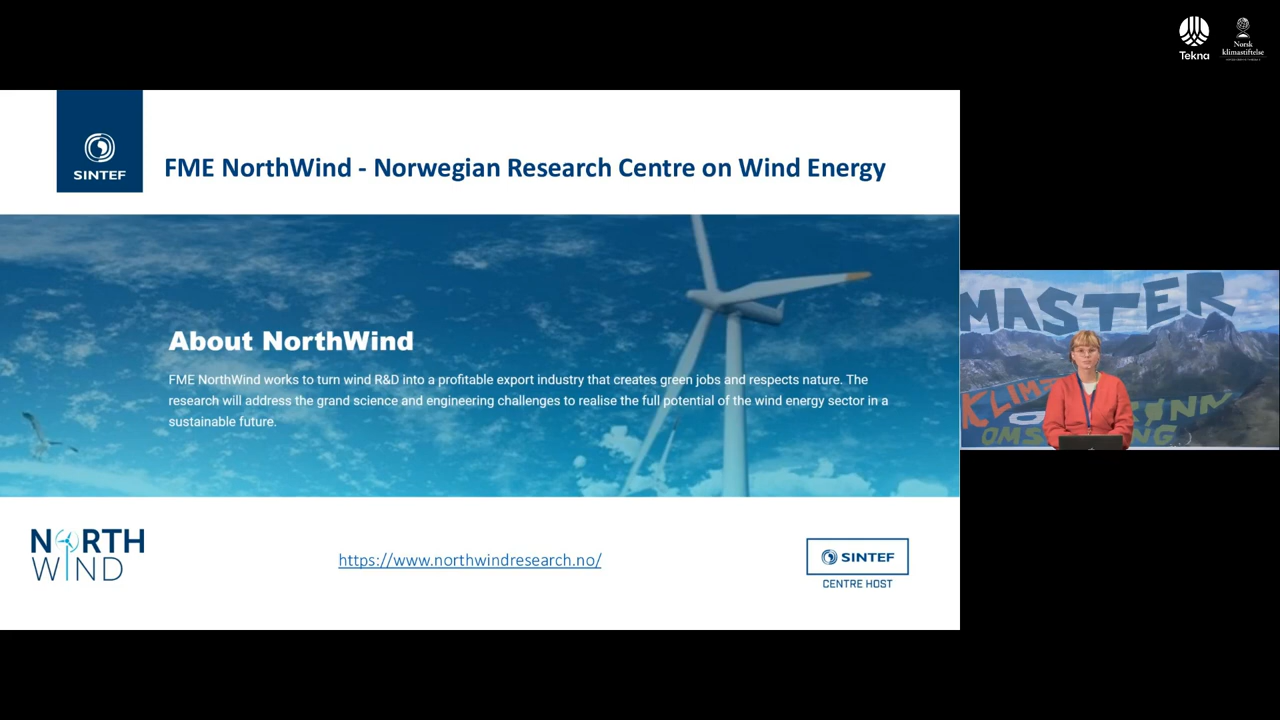 Tekna
Norsk
klimastiftelse
SINTEF
FME NorthWind - Norwegian Research Centre on Wind Energy
About NorthWind
FME NorthWind works to turn wind R&D into a profitable export industry that creates green jobs and respects nature. The
research will address the grand science and engineering challenges to realise the full potential of the wind energy sector in a
sustainable future.
MASTER
NORTH
WIND
https://www.northwindresearch.no/
SINTEF
CENTRE HOST